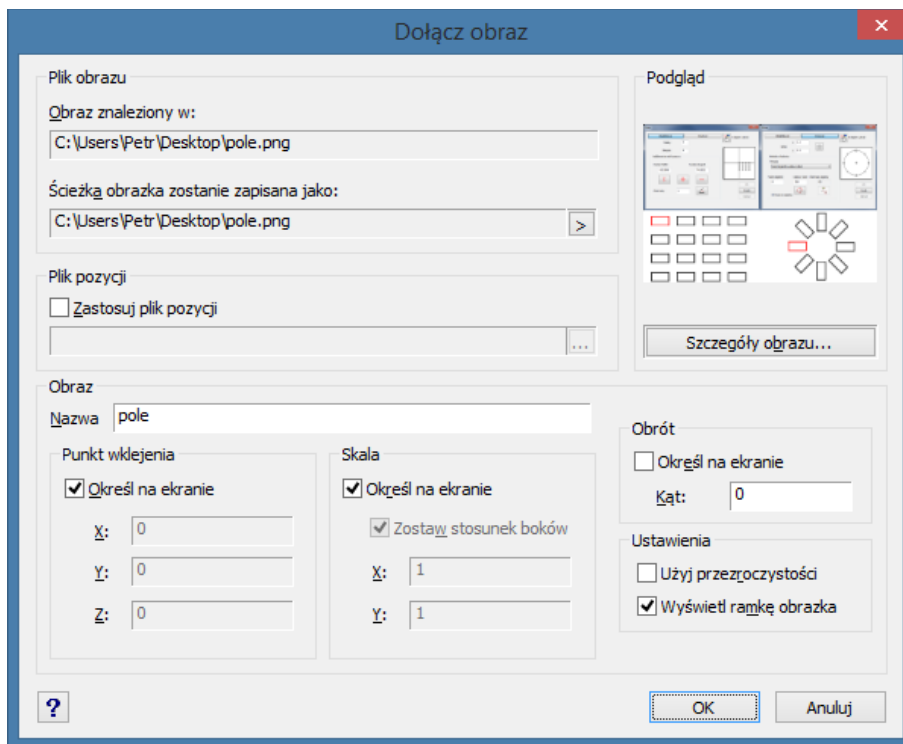 Dołącz obraz
Plik obrazu
Obraz znaleziony w:
C:\Users\Petr\Desktop\pole.png
Ścieżką obrazka zostanie zapisana jako:
C:\Users\Petr\Desktop\pole.png
>
Plik pozycji
Zastosuj plik pozycji
...
Podgląd
Szczegóły obrazu...
Obraz
Nazwa pole
Punkt wklejenia
Określ na ekranie
X: 0
Y: 0
Z: 0
Skala
Określ na ekranie
Zostaw stosunek boków
X: 1
Y: 1
Obrót
Określ na ekranie
Kąt: 0
Ustawienia
Użyj przezroczystości
Wyświetl ramkę obrazka
?
OK
Anuluj